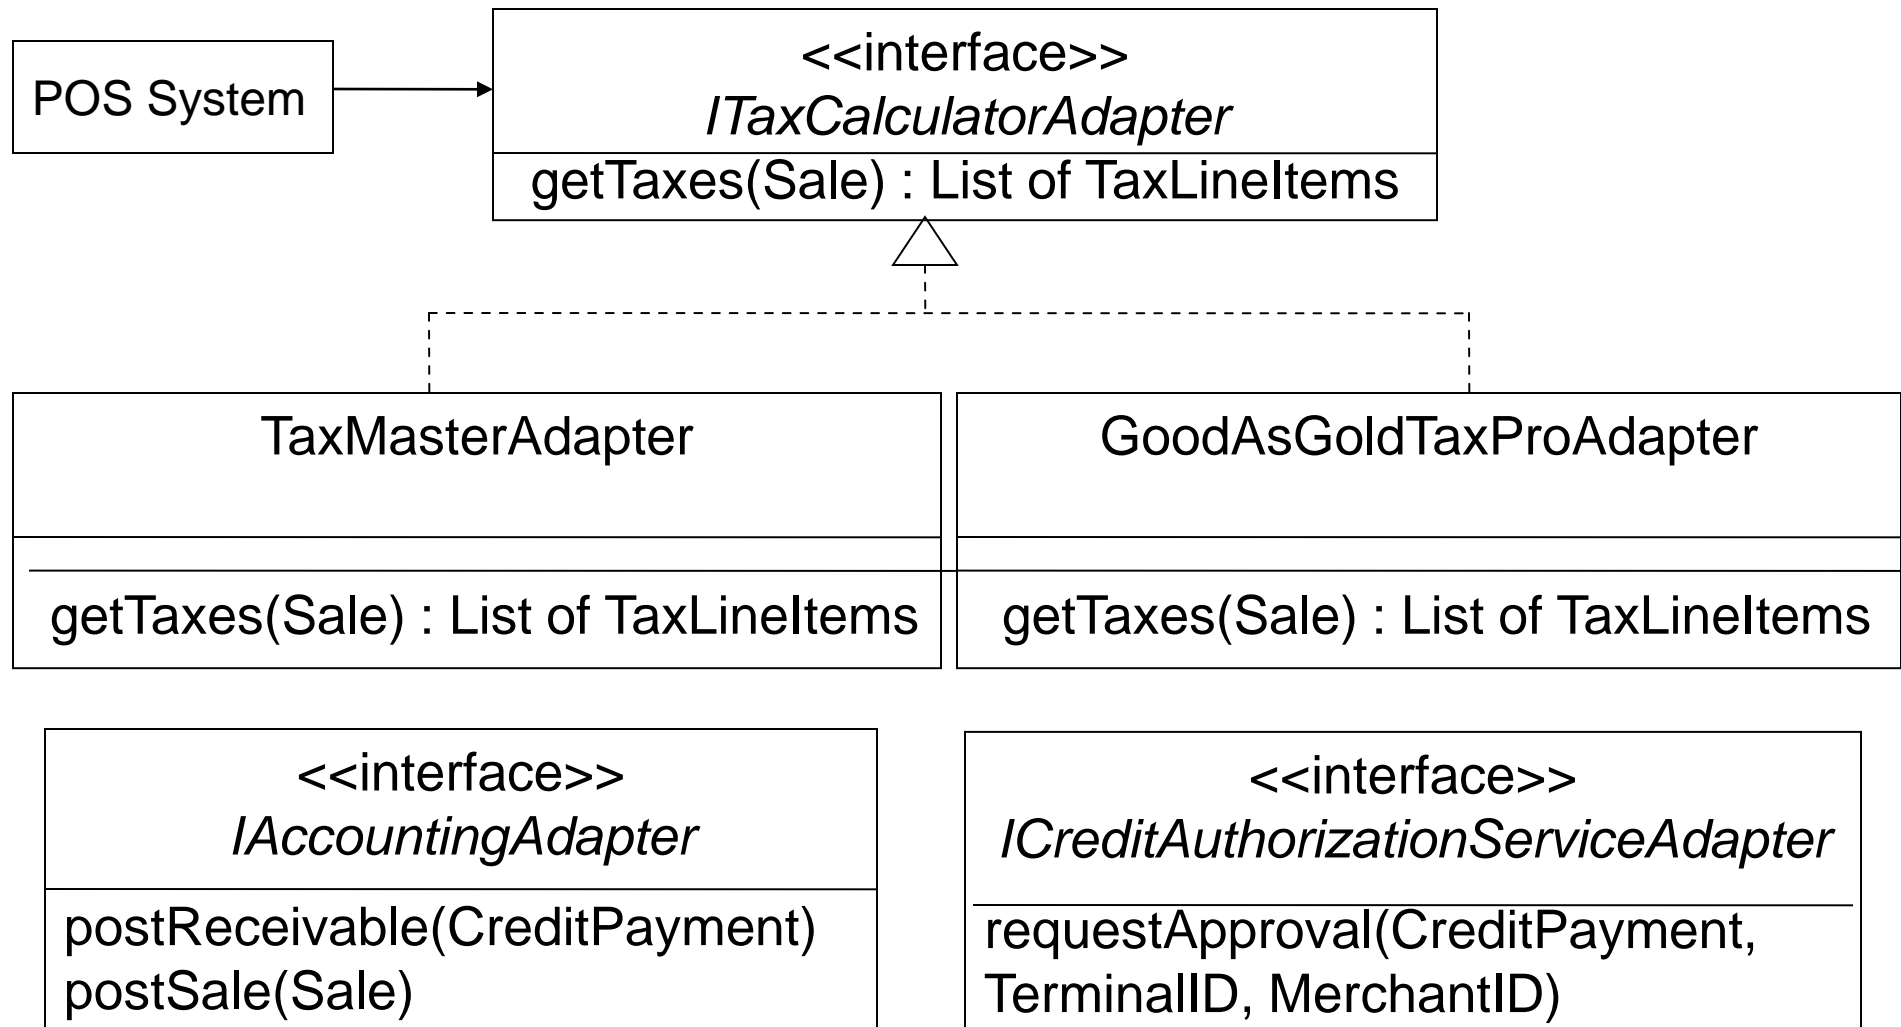 POS System
<<interface>>
ITaxCalculatorAdapter
getTaxes(Sale) : List of TaxLineItems
TaxMasterAdapter
getTaxes(Sale) : List of TaxLineItems
GoodAsGoldTaxProAdapter
getTaxes(Sale) : List of TaxLineItems
<<interface>>
IAccountingAdapter
postReceivable(CreditPayment)
postSale(Sale)
<<interface>>
ICreditAuthorizationServiceAdapter
requestApproval(CreditPayment,
TerminalID, MerchantID)